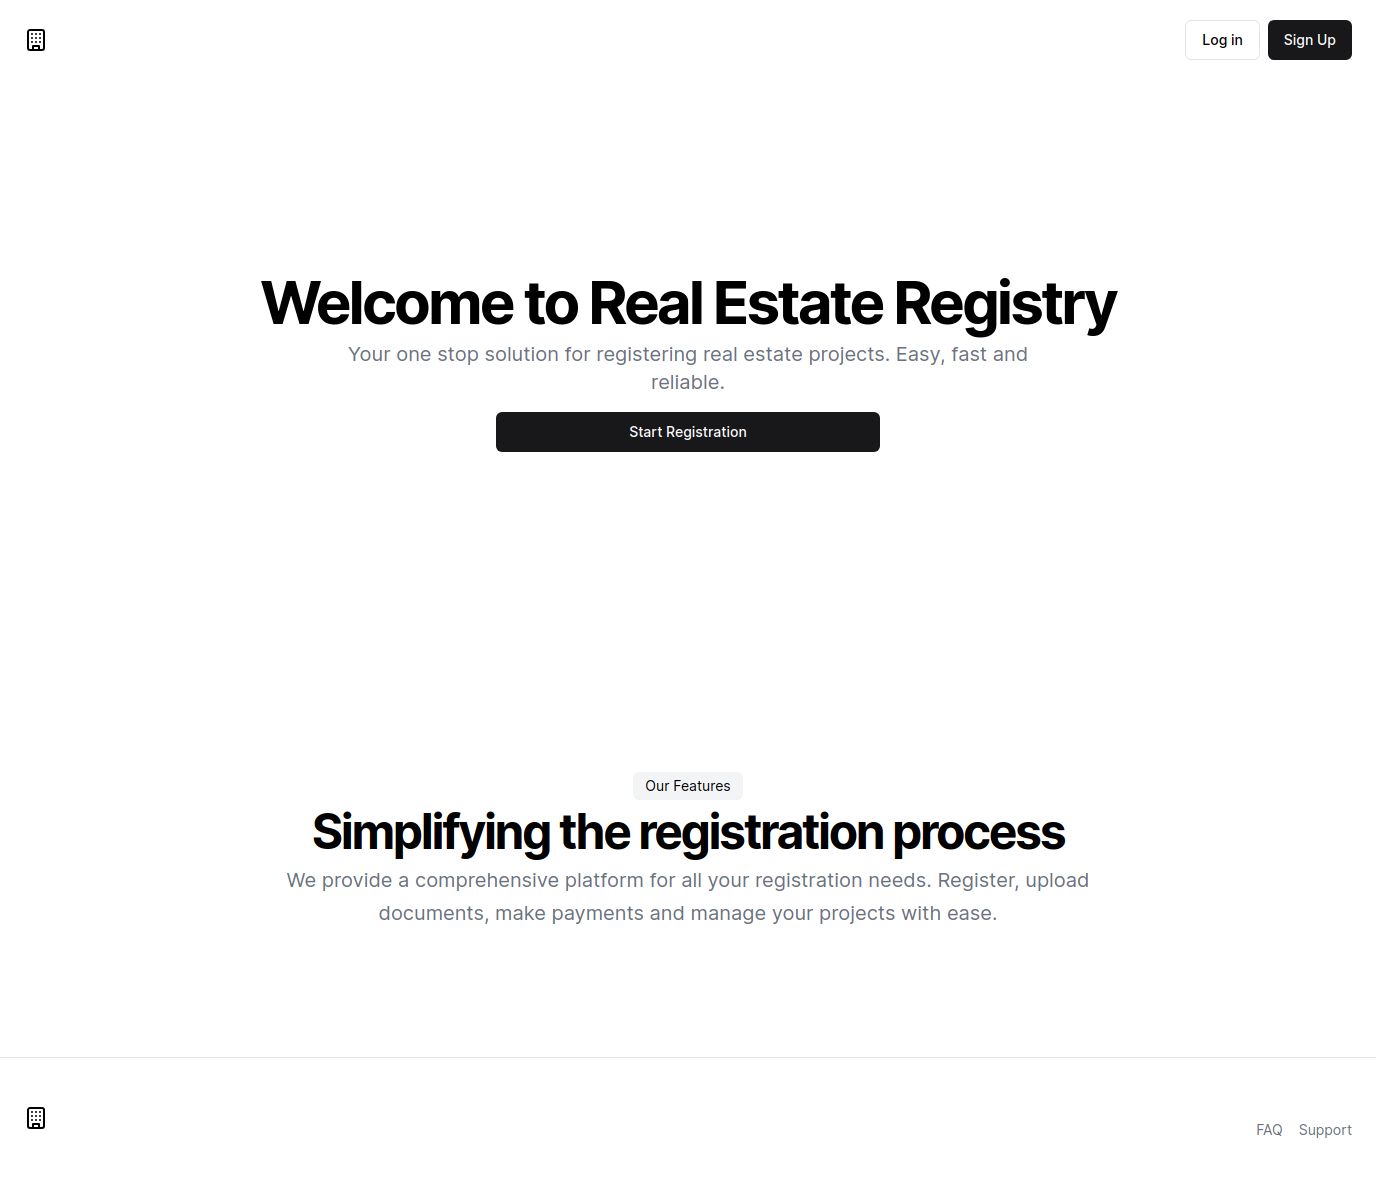 Log in
Sign Up
Welcome to Real Estate Registry
Your one stop solution for registering real estate projects. Easy, fast and
reliable.
Start Registration
Our Features
Simplifying the registration process
We provide a comprehensive platform for all your registration needs. Register, upload
documents, make payments and manage your projects with ease.
FAQ
Support